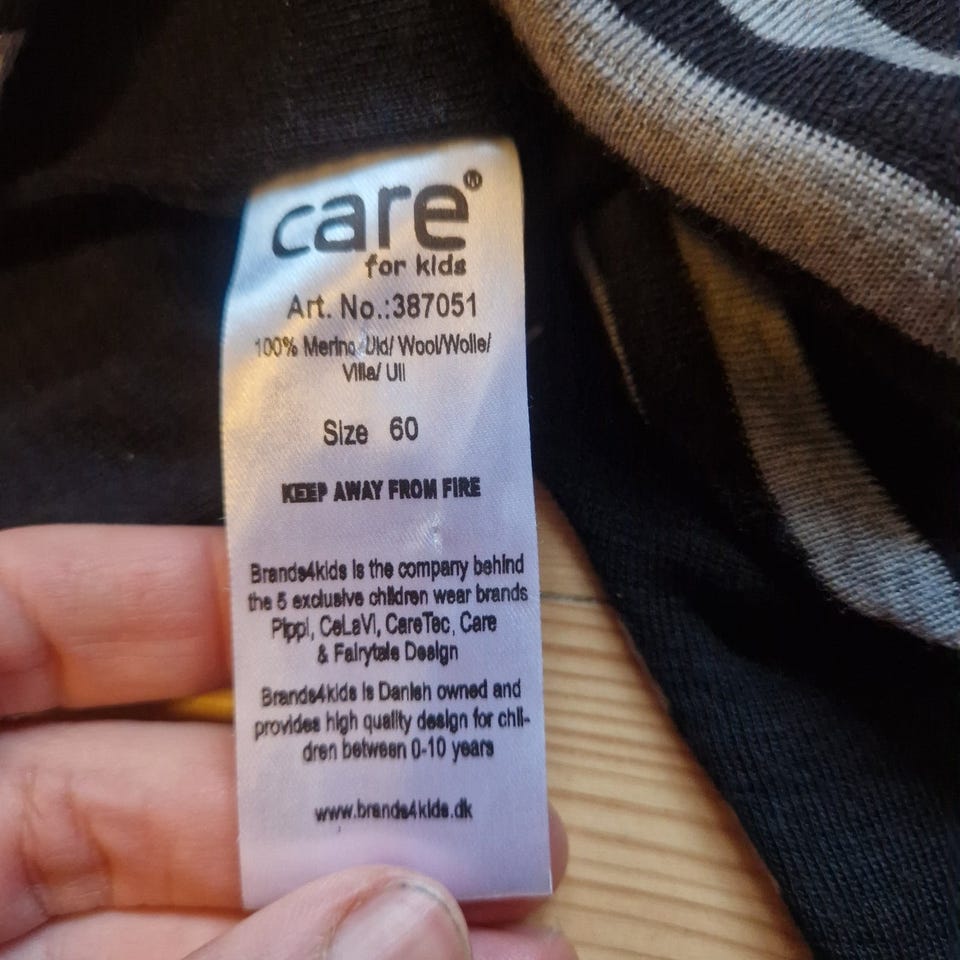 care®
for kids
Art. No.:387051
100% Merino Uld/ Wool/Wolle/
Villa/ Ull
Size 60
KEEP AWAY FROM FIRE
Brands4kids is the company behind
the 5 exclusive children wear brands
Pippi, CeLaVi, CareTec, Care
& Fairytale Design
Brands4kids is Danish owned and
provides high quality design for chil-
dren between 0-10 years
www.brands4kids.dk